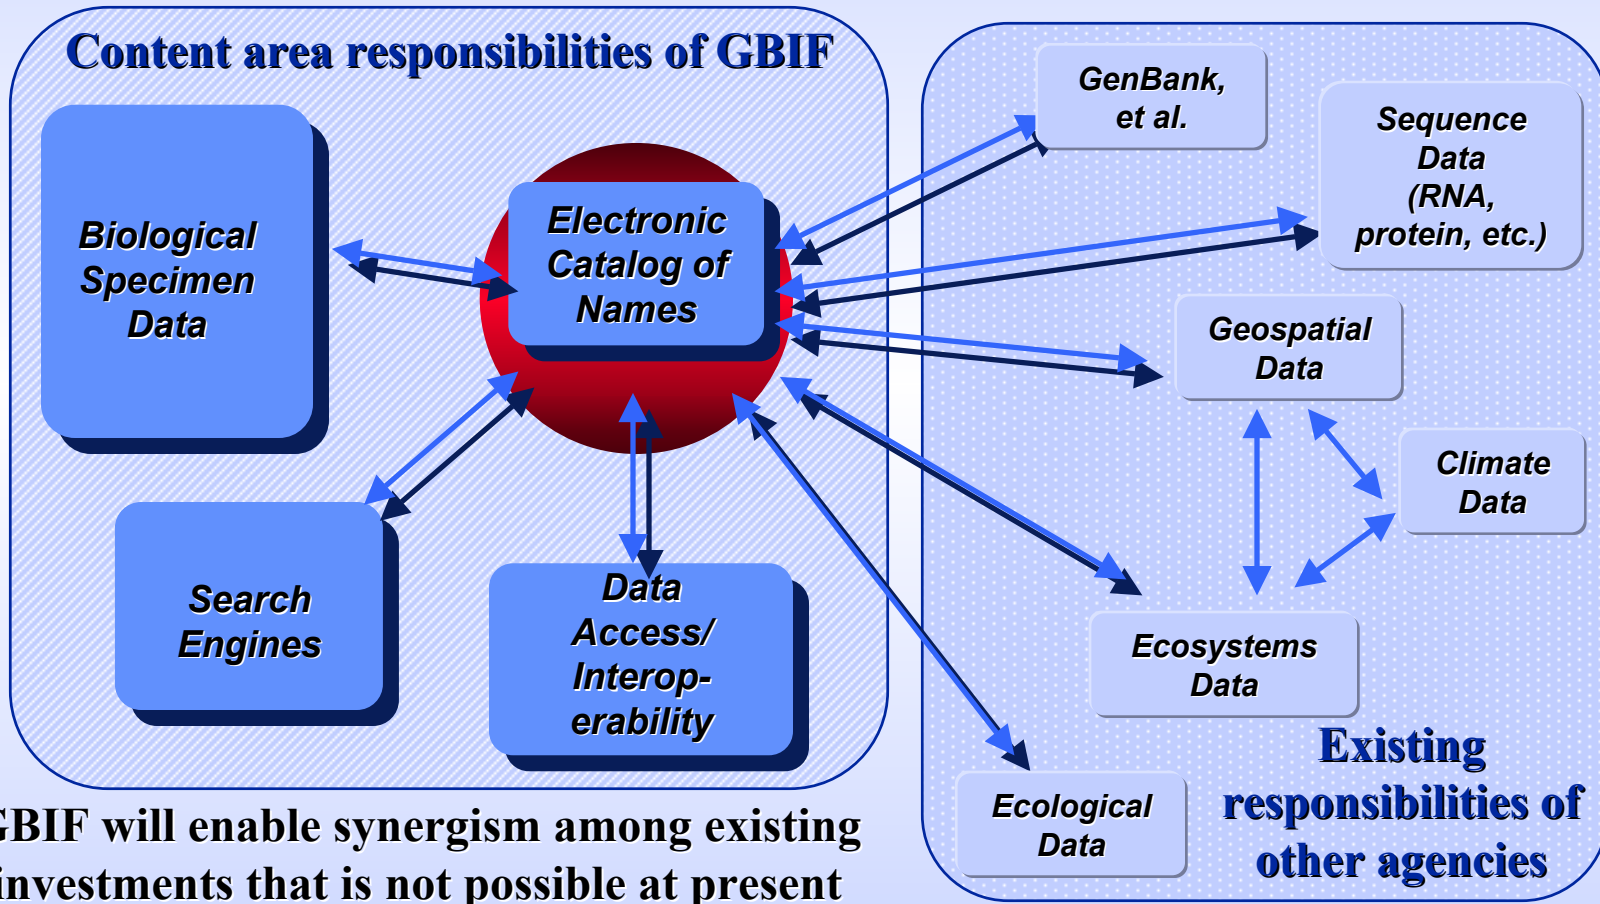 Content area responsibilities of GBIF
Biological
Specimen
Data
Electronic
Catalog of
Names
Search
Engines
Data
Access/
Interop-
erability
GBIF will enable synergism among existing
investments that is not possible at present
GenBank,
et al.
Sequence
Data
(RNA,
protein, etc.)
Geospatial
Data
Climate
Data
Ecosystems
Data
Ecological
Data
Existing
responsibilities of
other agencies